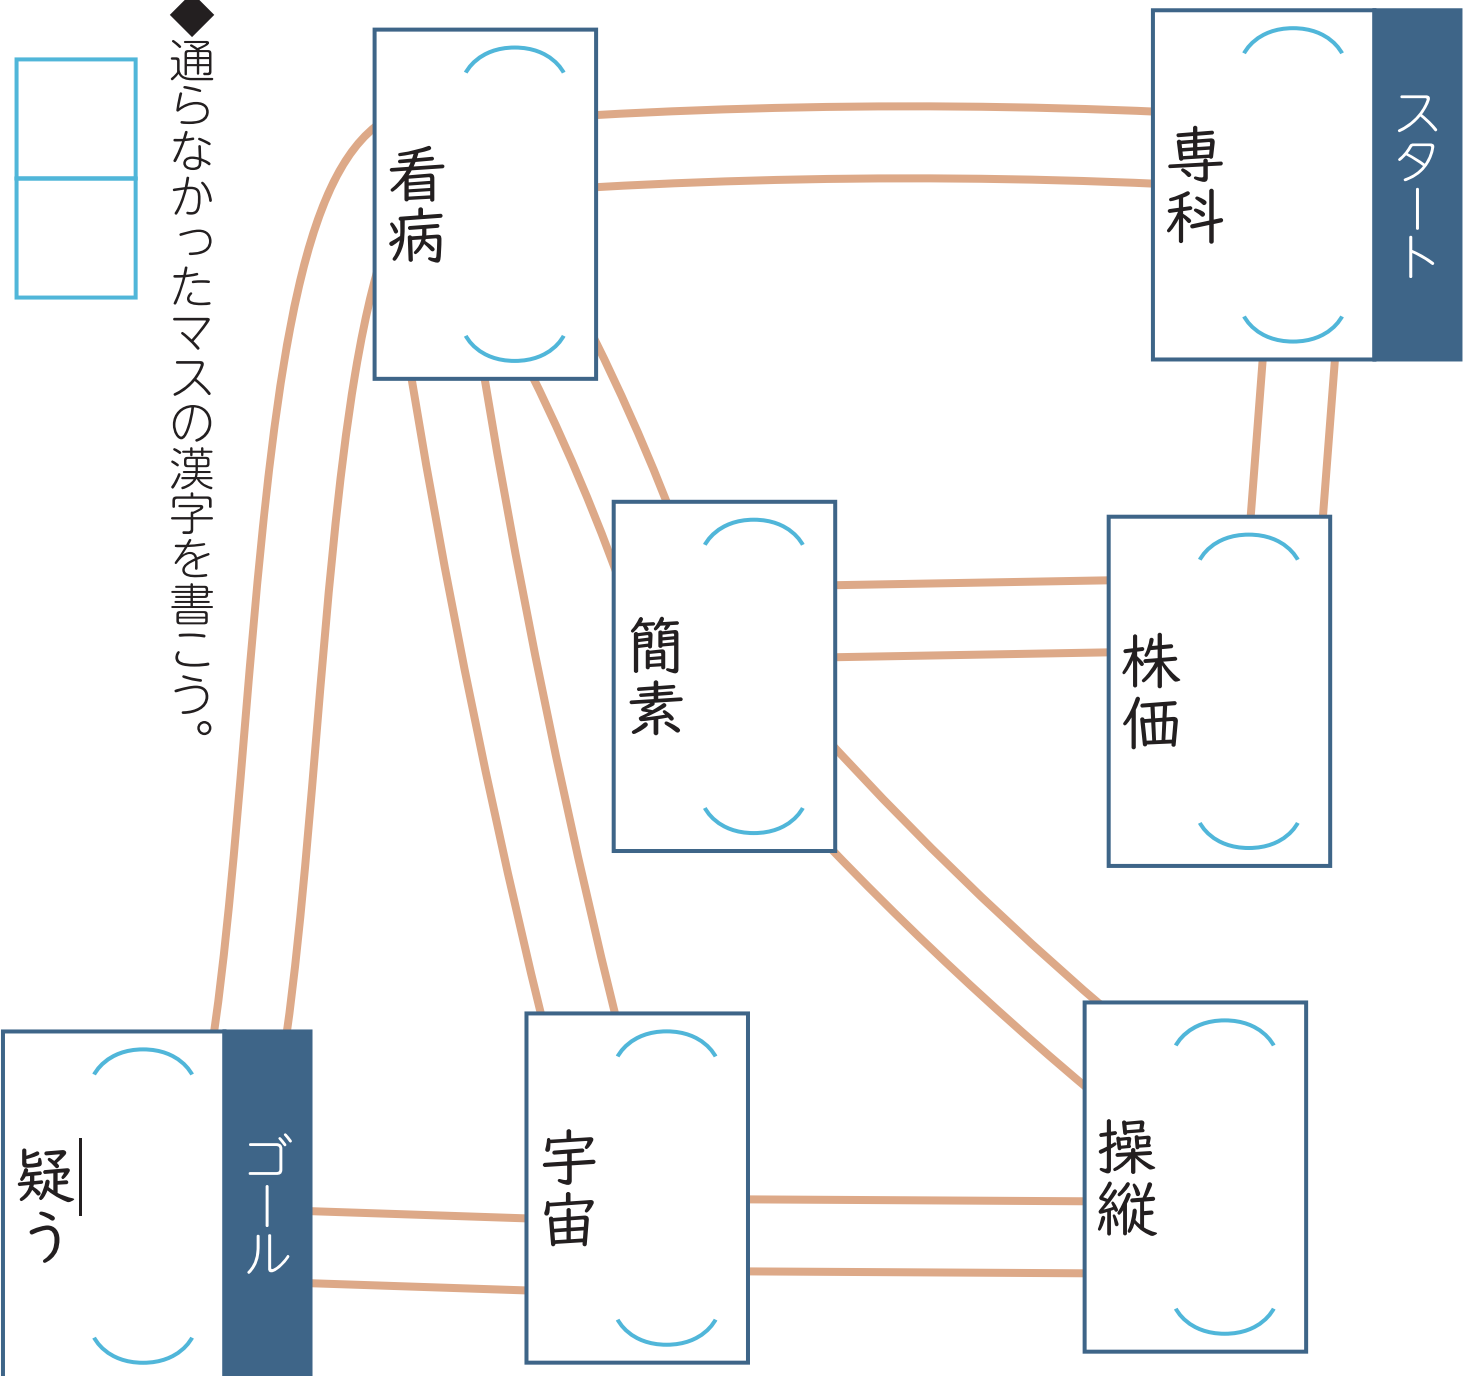 スタート
専科
株価
操縦
簡素
看病
宇宙
ゴール
疑う
◆通らなかったマスの漢字を書こう。